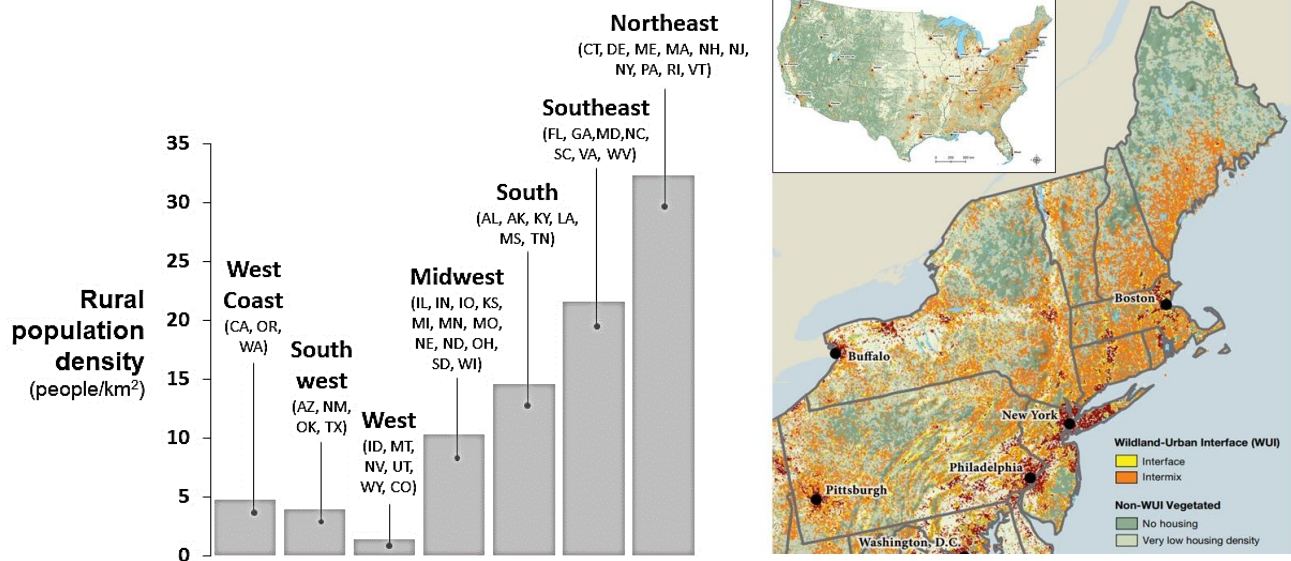 Northeast
(CT, DE, ME, MA, NH, NJ,
NY, PA, RI, VT)
Southeast
(FL, GA,MD,NC,
SC, VA, WV)
South
(AL, AK, KY, LA,
MS, TN)
Midwest
(IL, IN, IO, KS,
MI, MN, MO,
NE, ND, OH,
SD, WI)
West
Coast
(CA, OR,
WA)
South
west
(AZ, NM,
OK, TX)
West
(ID, MT,
NV, UT,
WY, CO)
Rural
population
density
(people/km²)
35
30
25
20
15
10
5
0
Boston
Buffalo
New York
Philadelphia
Pittsburgh
Washington, D.C.
Wildland-Urban Interface (WUI)
Interface
Intermix
Non-WUI Vegetated
No housing
Very low housing density